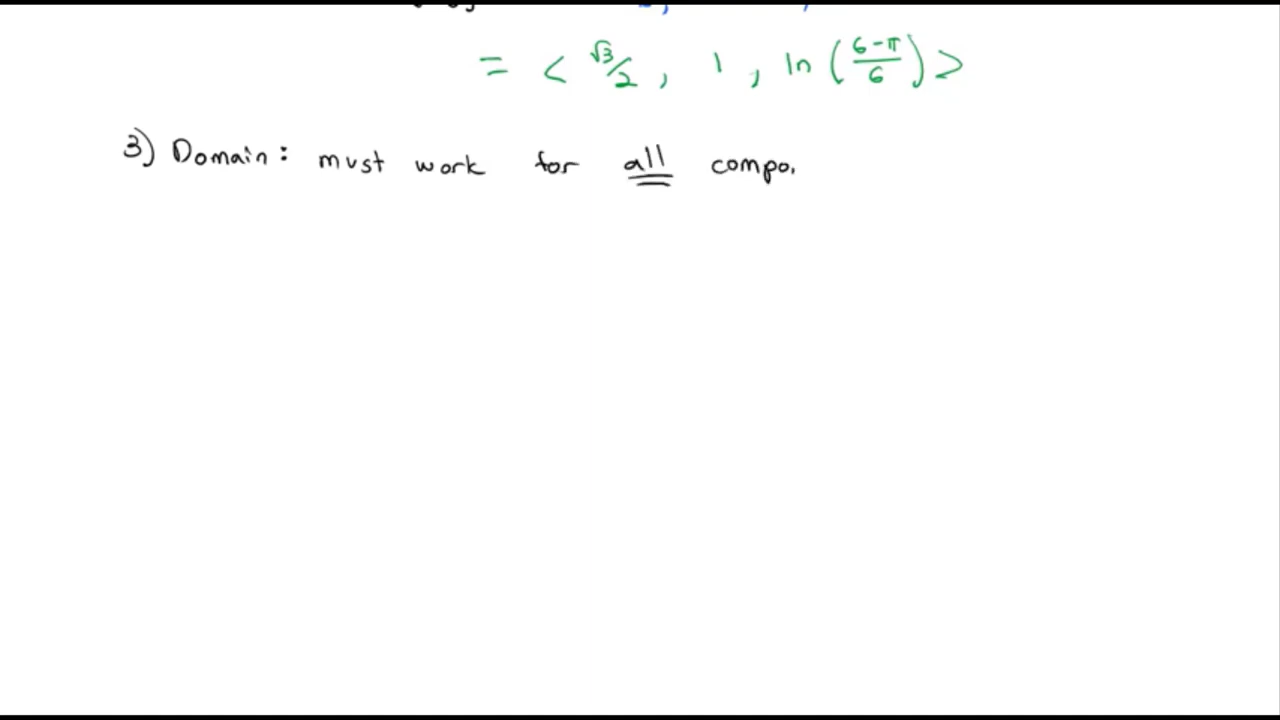 = < √3/2 , 1 , ln ( 6-π / 6 ) >
3) Domain: must work for all compo.